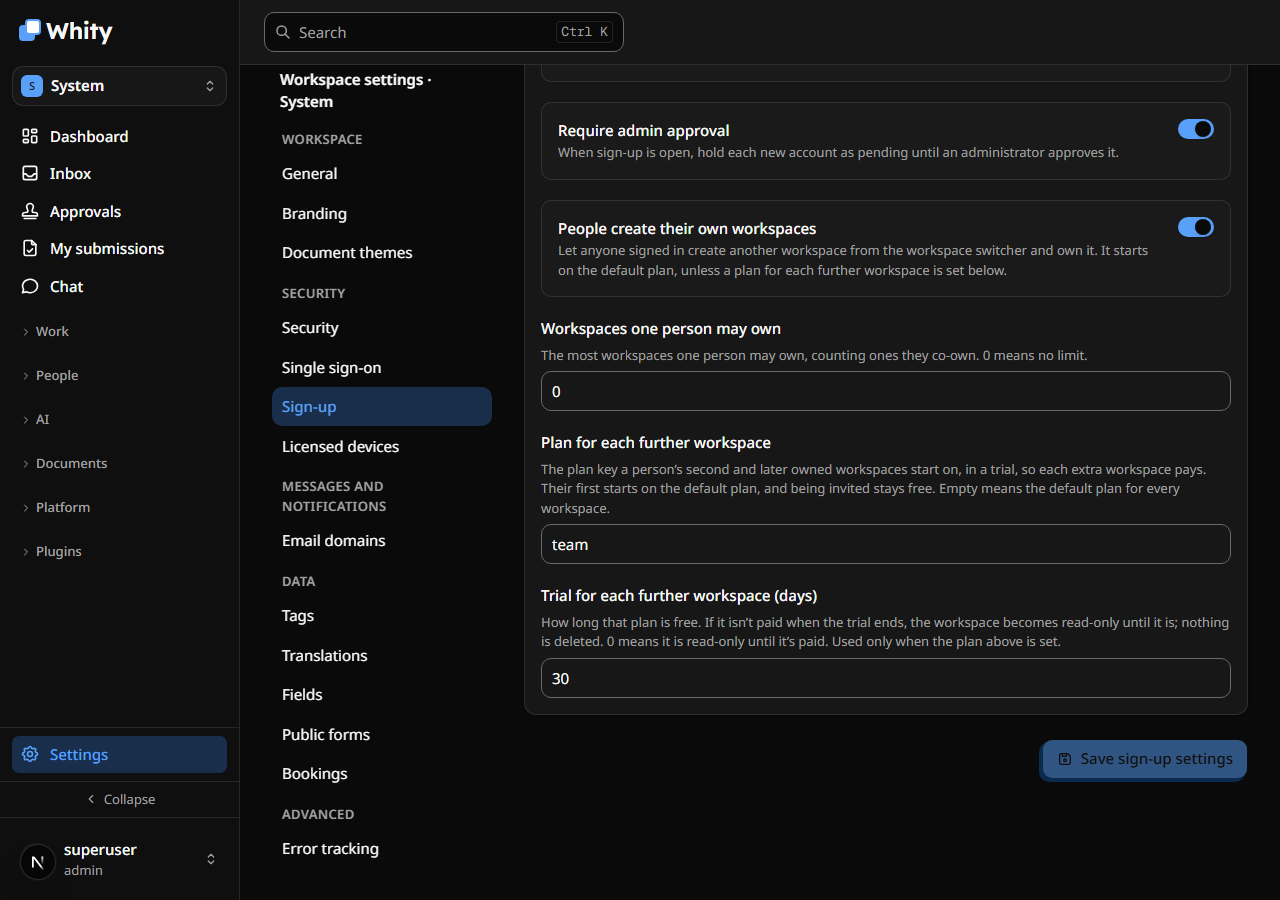 Whity
Search
Ctrl K
S
System
Dashboard
Inbox
Approvals
My submissions
Chat
Work
People
AI
Documents
Platform
Plugins
Settings
Collapse
N
superuser
admin
Workspace settings ·
System
WORKSPACE
General
Branding
Document themes
SECURITY
Security
Single sign-on
Sign-up
Licensed devices
MESSAGES AND
NOTIFICATIONS
Email domains
DATA
Tags
Translations
Fields
Public forms
Bookings
ADVANCED
Error tracking
Require admin approval
When sign-up is open, hold each new account as pending until an administrator approves it.
People create their own workspaces
Let anyone signed in create another workspace from the workspace switcher and own it. It starts
on the default plan, unless a plan for each further workspace is set below.
Workspaces one person may own
The most workspaces one person may own, counting ones they co-own. 0 means no limit.
0
Plan for each further workspace
The plan key a person’s second and later owned workspaces start on, in a trial, so each extra workspace pays.
Their first starts on the default plan, and being invited stays free. Empty means the default plan for every
workspace.
team
Trial for each further workspace (days)
How long that plan is free. If it isn’t paid when the trial ends, the workspace becomes read-only until it is; nothing
is deleted. 0 means it is read-only until it’s paid. Used only when the plan above is set.
30
Save sign-up settings